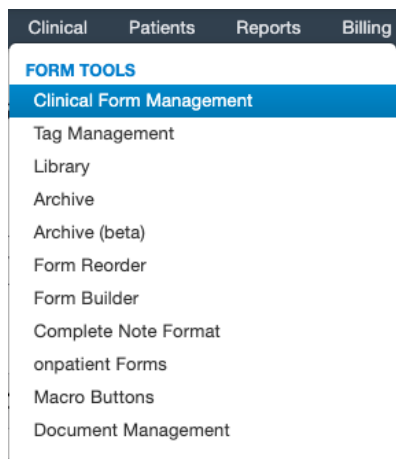 Clinical Patients Reports Billing
FORM TOOLS
Clinical Form Management
Tag Management
Library
Archive
Archive (beta)
Form Reorder
Form Builder
Complete Note Format
onpatient Forms
Macro Buttons
Document Management